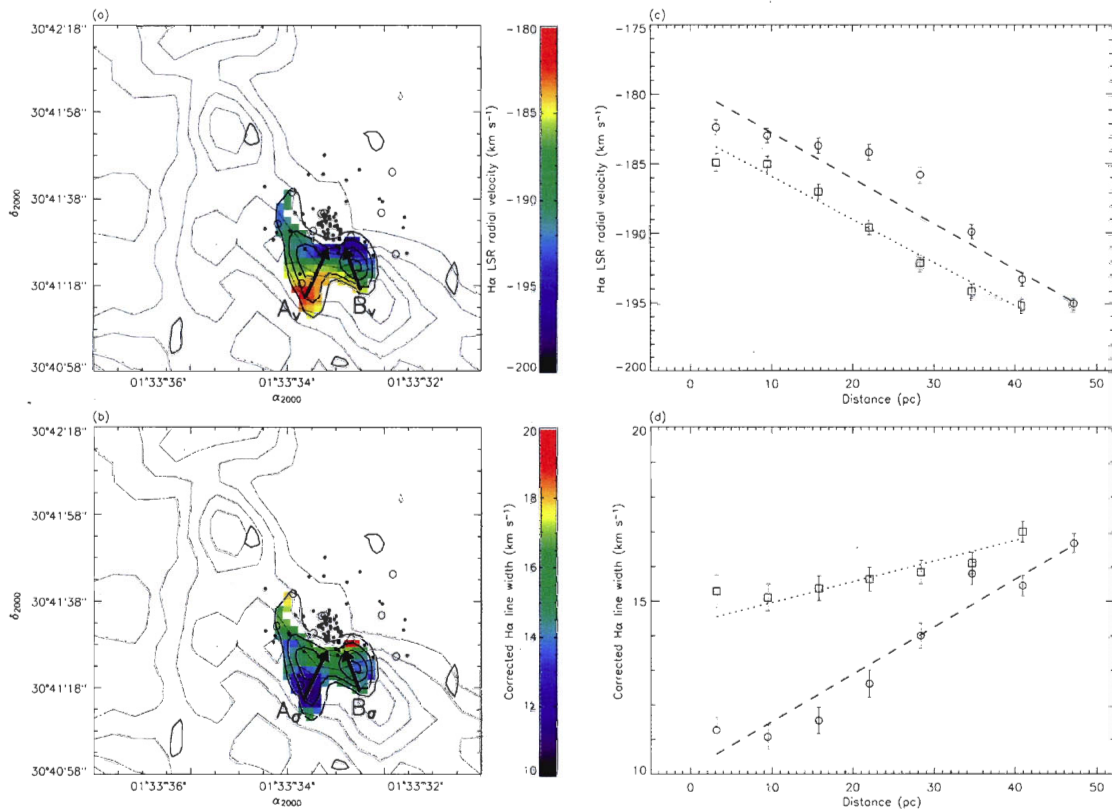 (a)
30°42'18"
30°41'58"
30°41'38"
30°41'18"
30°40'58"
δ2000
01h33m36s
01h33m34s
01h33m32s
α2000
Av
Bv
-180
-185
-190
-195
-200
Hα LSR radial velocity (km s-1)
(c)
-175
-180
-185
-190
-195
-200
Hα LSR radial velocity (km s-1)
0 10 20 30 40 50
Distance (pc)
(b)
30°42'18"
30°41'58"
30°41'38"
30°41'18"
30°40'58"
δ2000
01h33m36s
01h33m34s
01h33m32s
α2000
Aσ
Bσ
20
18
16
14
12
10
Corrected Hα line width (km s-1)
(d)
20
15
10
Corrected Hα line width (km s-1)
0 10 20 30 40 50
Distance (pc)